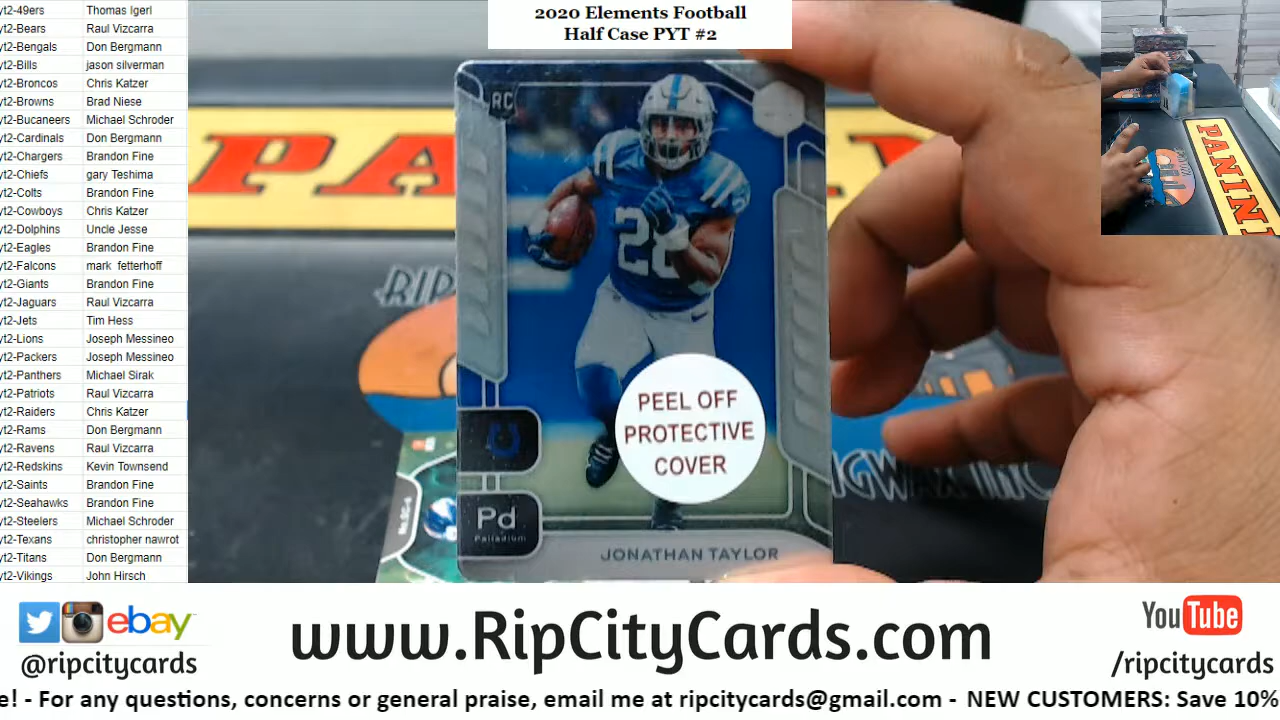 yt2-49ers Thomas Igeri
yt2-Bears Raul Vizcarra
yt2-Bengals Don Bergmann
yt2-Bills jason silverman
yt2-Broncos Chris Katzer
yt2-Browns Brad Niese
yt2-Bucaneers Michael Schroder
yt2-Cardinals Don Bergmann
yt2-Chargers Brandon Fine
yt2-Chiefs gary Teshima
yt2-Colts Brandon Fine
yt2-Cowboys Chris Katzer
yt2-Dolphins Uncle Jesse
yt2-Eagles Brandon Fine
yt2-Falcons mark fetterhoff
yt2-Giants Brandon Fine
yt2-Jaguars Raul Vizcarra
yt2-Jets Tim Hess
yt2-Lions Joseph Messineo
yt2-Packers Joseph Messineo
yt2-Panthers Michael Sirak
yt2-Patriots Raul Vizcarra
yt2-Raiders Chris Katzer
yt2-Rams Don Bergmann
yt2-Ravens Raul Vizcarra
yt2-Redskins Kevin Townsend
yt2-Saints Brandon Fine
yt2-Seahawks Brandon Fine
yt2-Steelers Michael Schroder
yt2-Texans christopher nawrot
yt2-Titans Don Bergmann
yt2-Vikings John Hirsch
2020 Elements Football
Half Case PYT #2
RC
28
PA
RIP
PEEL OFF
PROTECTIVE
COVER
Pd
Palladium
JONATHAN TAYLOR
PANINI
ebay
@ripcitycards
www.RipCityCards.com
YouTube
/ripcitycards
e! - For any questions, concerns or general praise, email me at ripcitycards@gmail.com - NEW CUSTOMERS: Save 10%